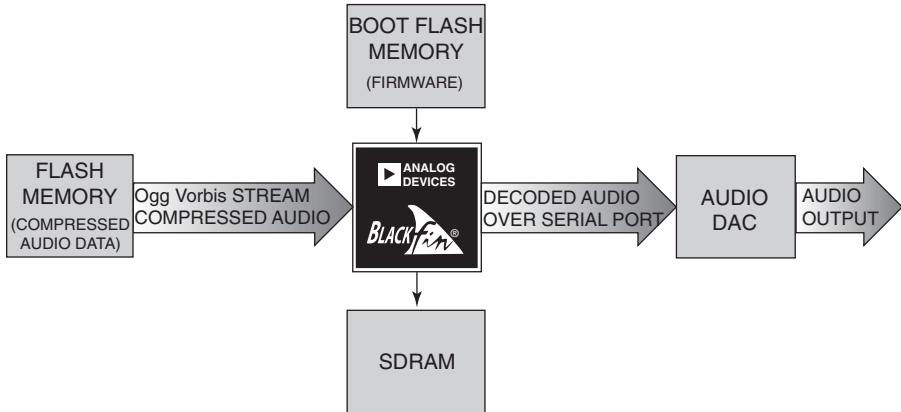 BOOT FLASH
MEMORY
(FIRMWARE)
FLASH
MEMORY
(COMPRESSED
AUDIO DATA)
Ogg Vorbis STREAM
COMPRESSED AUDIO
ANALOG
DEVICES
BLACKfin®
DECODED AUDIO
OVER SERIAL PORT
AUDIO
DAC
AUDIO
OUTPUT
SDRAM